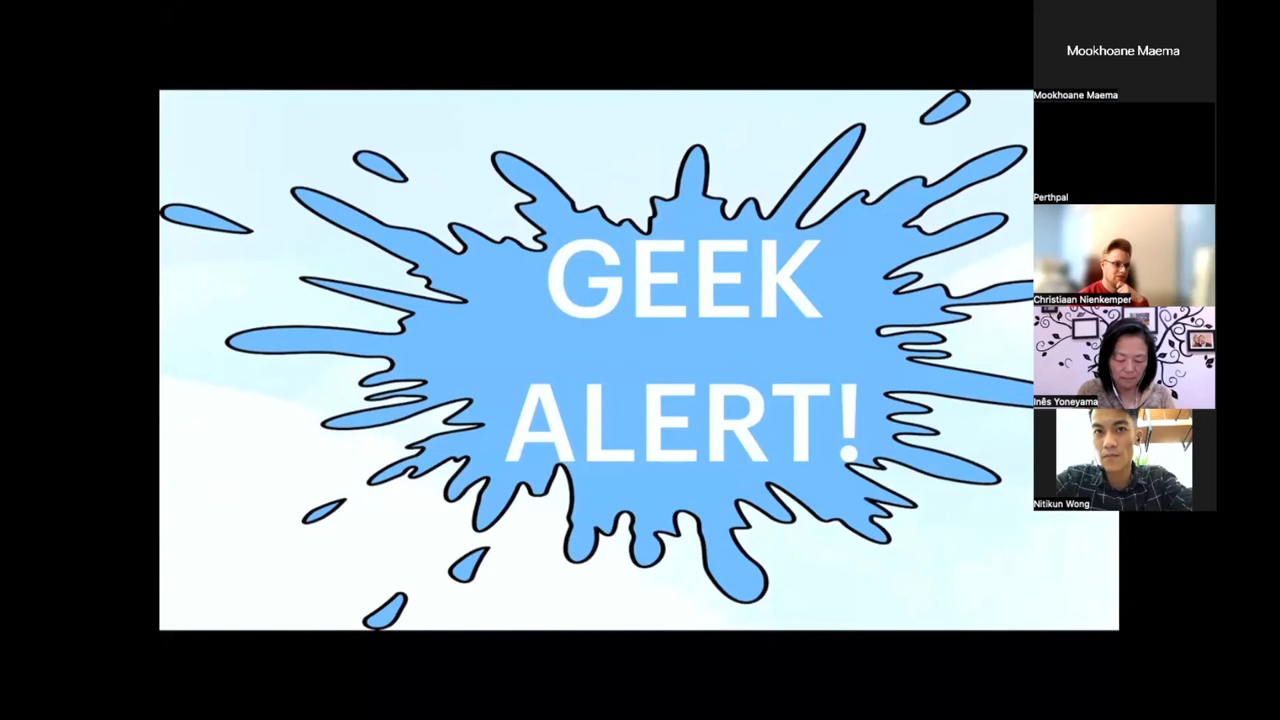 GEEK
ALERT!
Mookhoane Maema
Mookhoane Maema
Perthpal
Christiaan Nienkemper
Inês Yoneyama
Nitikun Wong